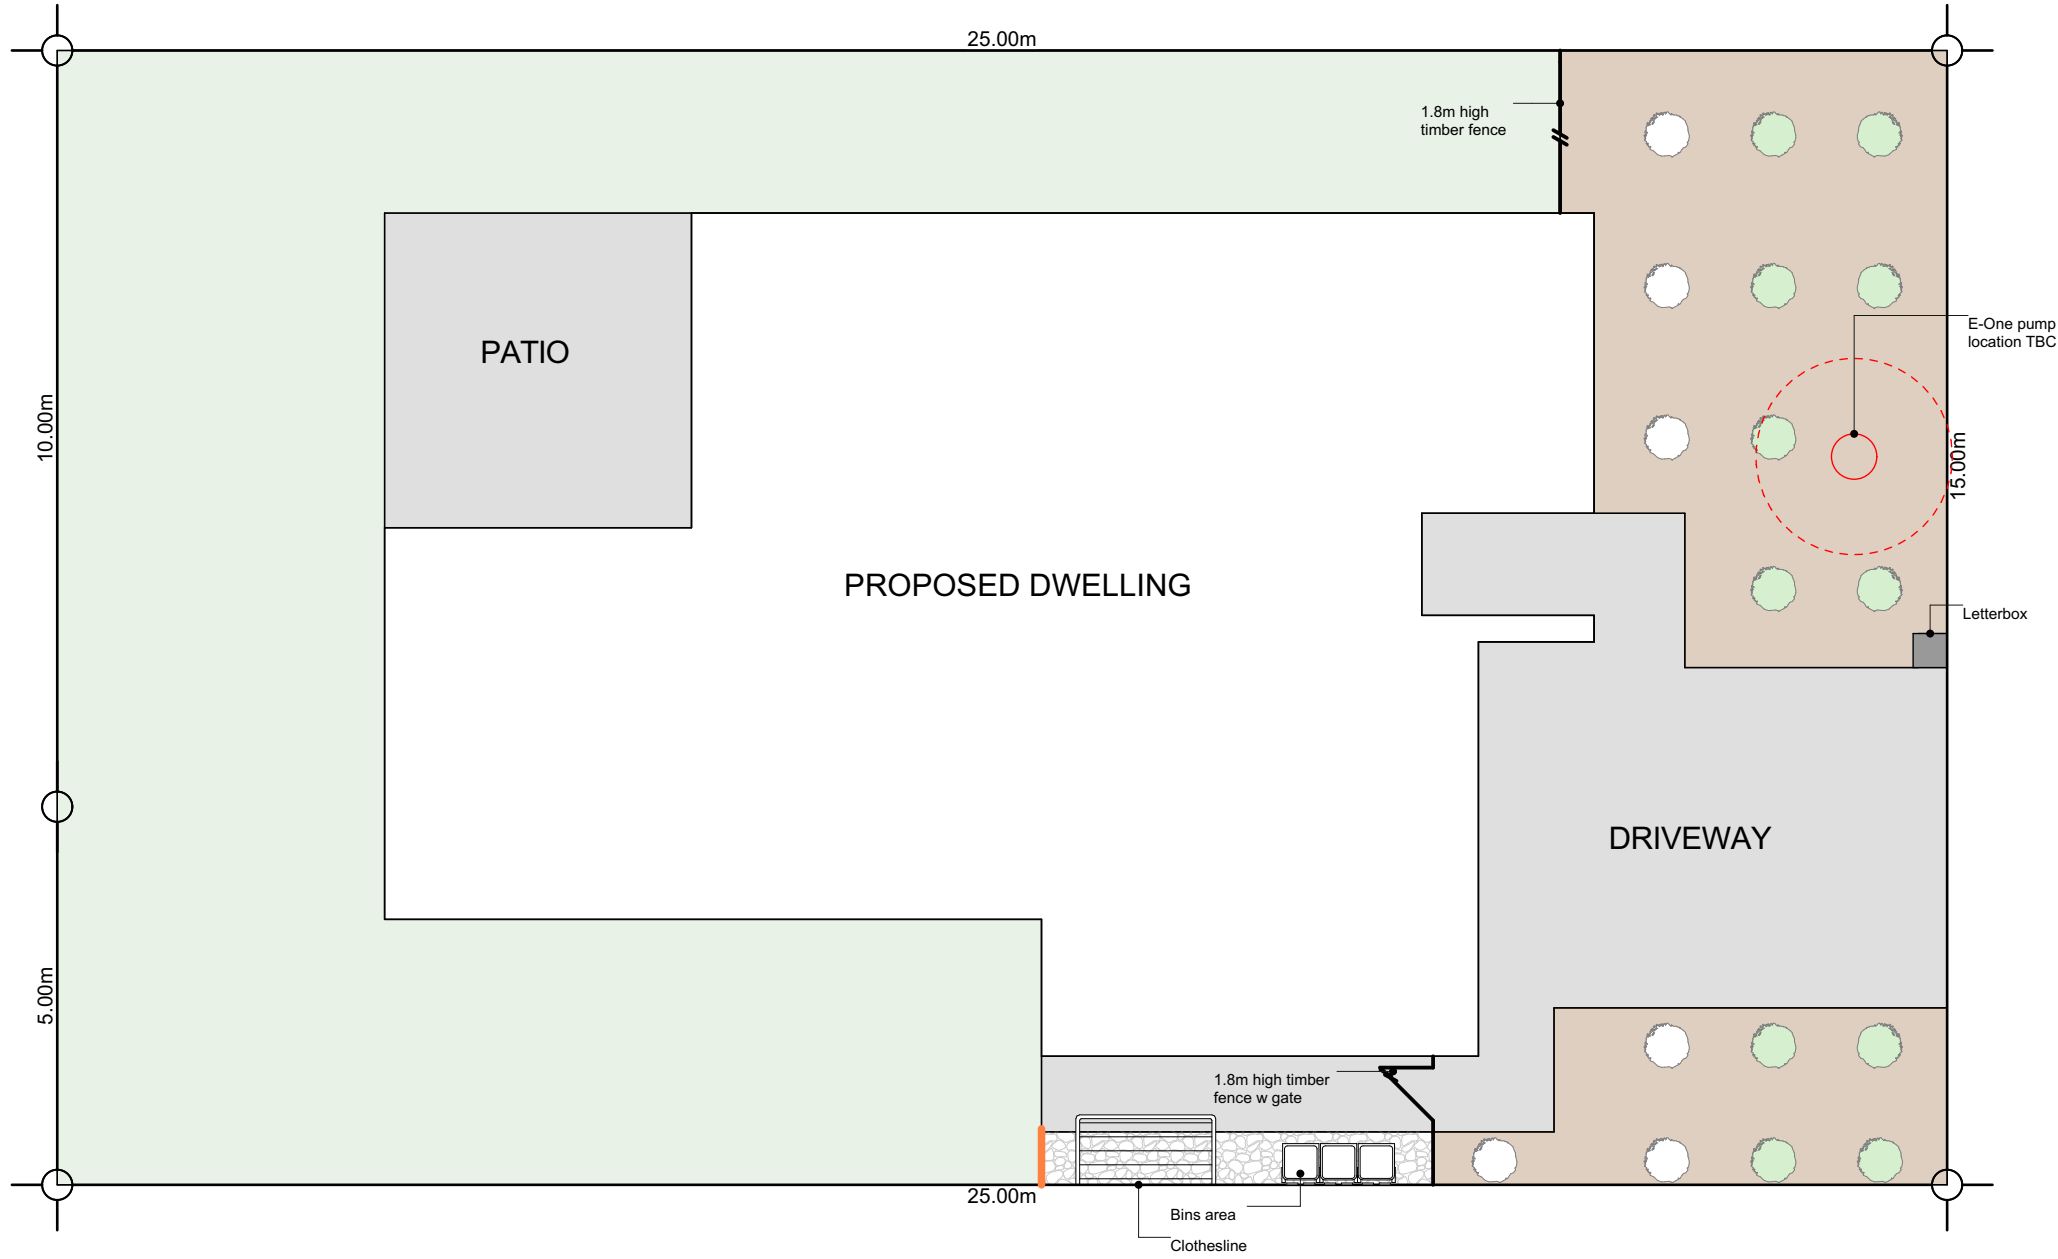 25.00m
1.8m high
timber fence
E-One pump
location TBC
PATIO
10.00m
15.00m
PROPOSED DWELLING
Letterbox
DRIVEWAY
5.00m
1.8m high timber
fence w gate
25.00m
Bins area
Clothesline